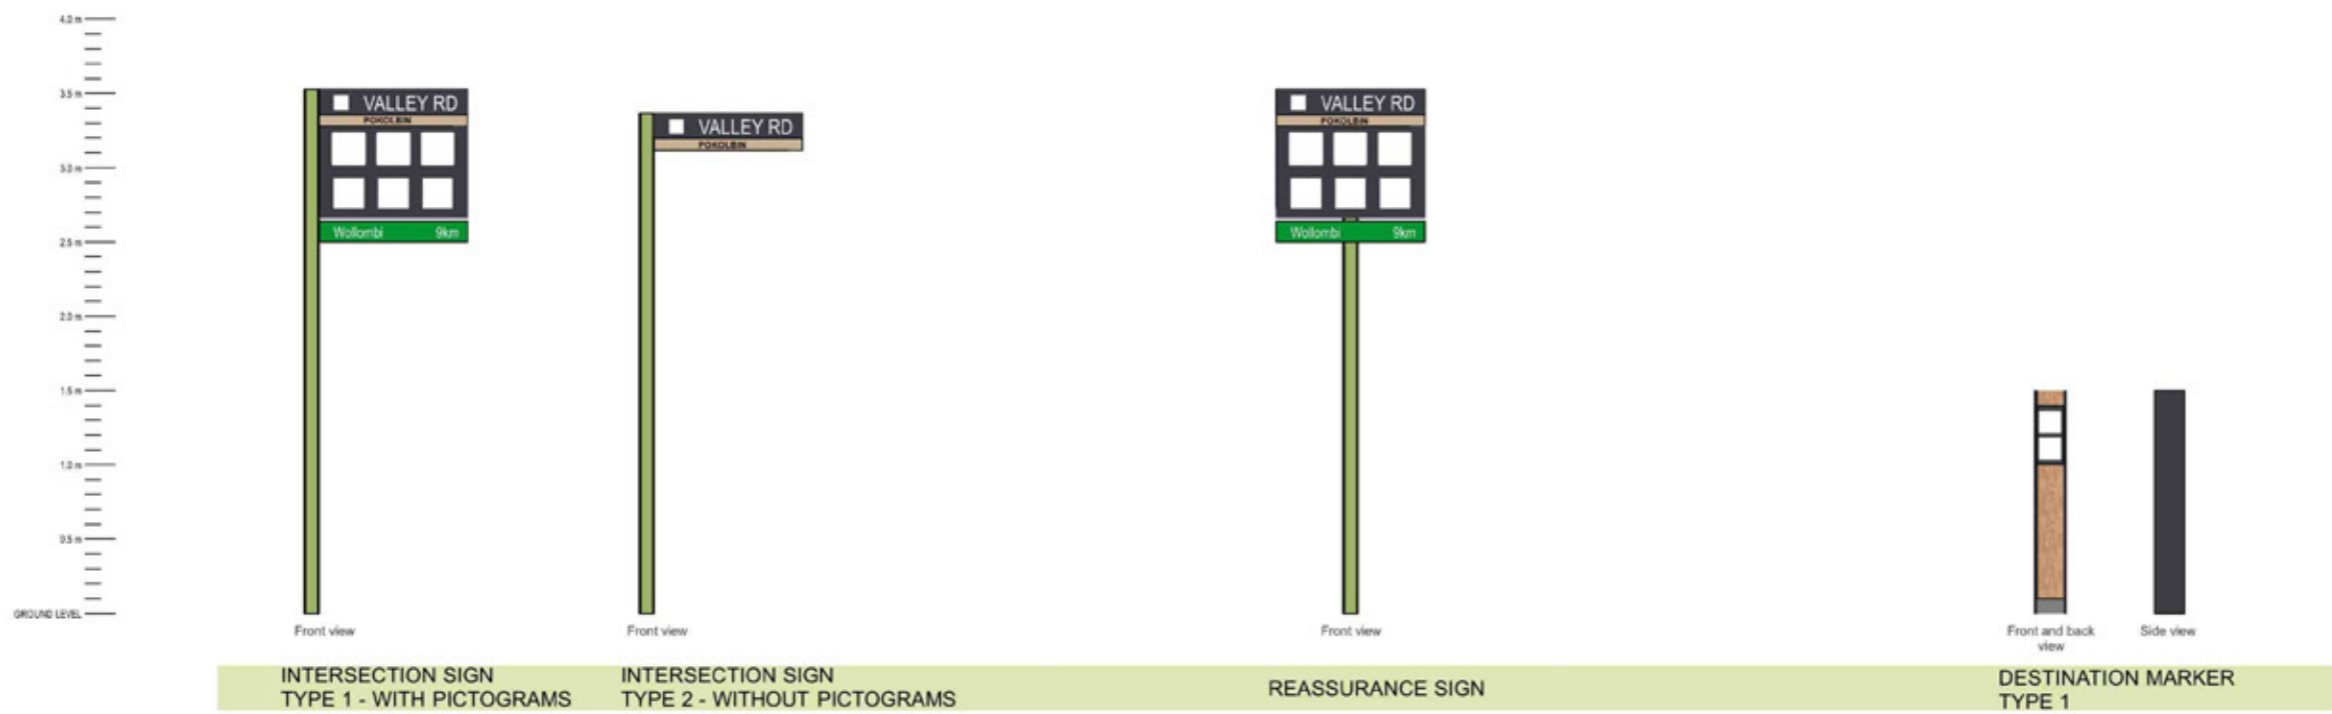 4.0 m
3.5 m
3.0 m
2.5 m
2.0 m
1.5 m
1.0 m
0.5 m
GROUND LEVEL
VALLEY RD
POKOLBIN
Wollombi 9km
Front view
VALLEY RD
POKOLBIN
Front view
VALLEY RD
POKOLBIN
Wollombi 9km
Front view
Front and back
view
Side view
INTERSECTION SIGN
TYPE 1 - WITH PICTOGRAMS
INTERSECTION SIGN
TYPE 2 - WITHOUT PICTOGRAMS
REASSURANCE SIGN
DESTINATION MARKER
TYPE 1